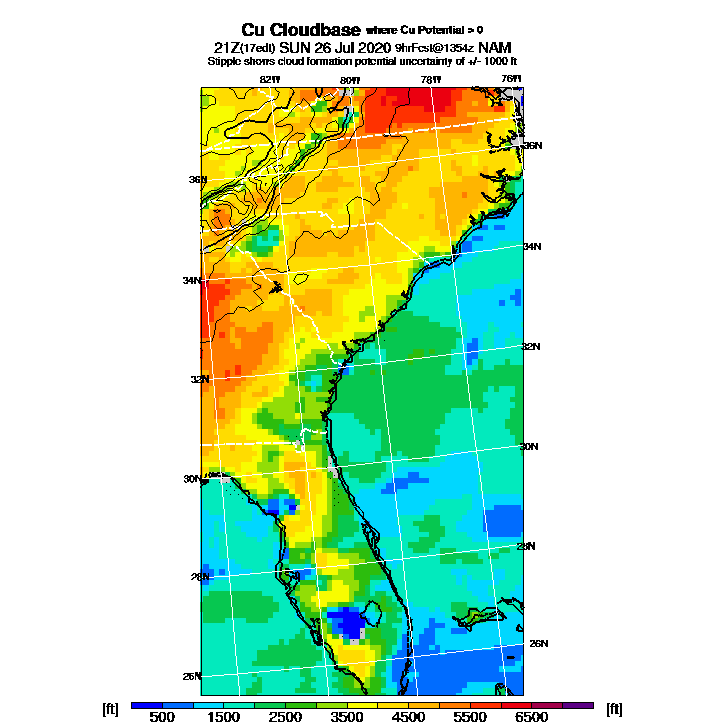 Cu Cloudbase where Cu Potential > 0
21Z(17edt) SUN 26 Jul 2020 9hrFcst@1354z NAM
Stipple shows cloud formation potential uncertainty of +/- 1000 ft
82W 80W 78W 76W
36N
36N
34N
34N
32N
32N
30N
30N
28N
28N
26N
26N
[ft] 500 1500 2500 3500 4500 5500 6500 [ft]